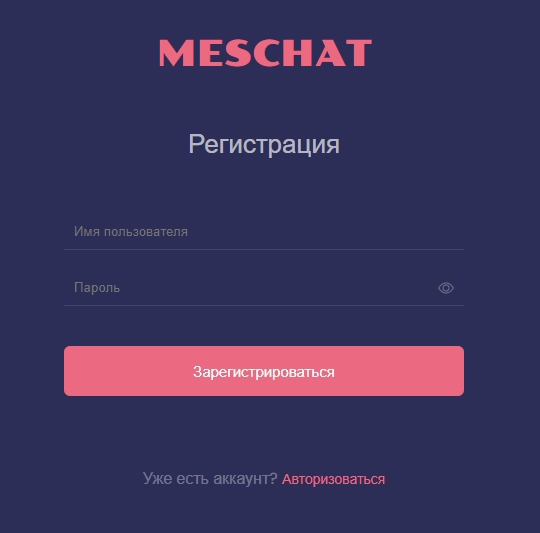 MESCHAT
Регистрация
Имя пользователя
Пароль
Зарегистрироваться
Уже есть аккаунт? Авторизоваться